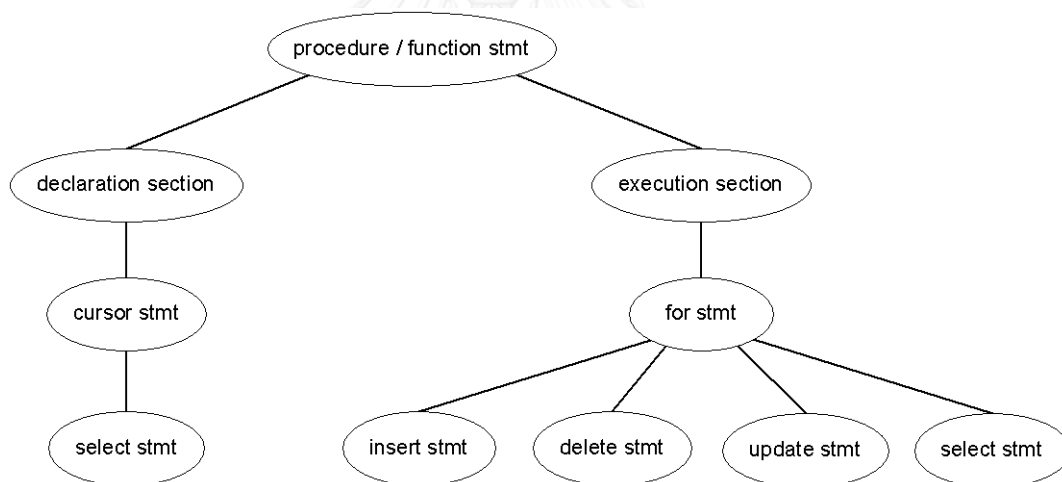 procedure / function stmt
declaration section
execution section
cursor stmt
for stmt
select stmt
insert stmt
delete stmt
update stmt
select stmt